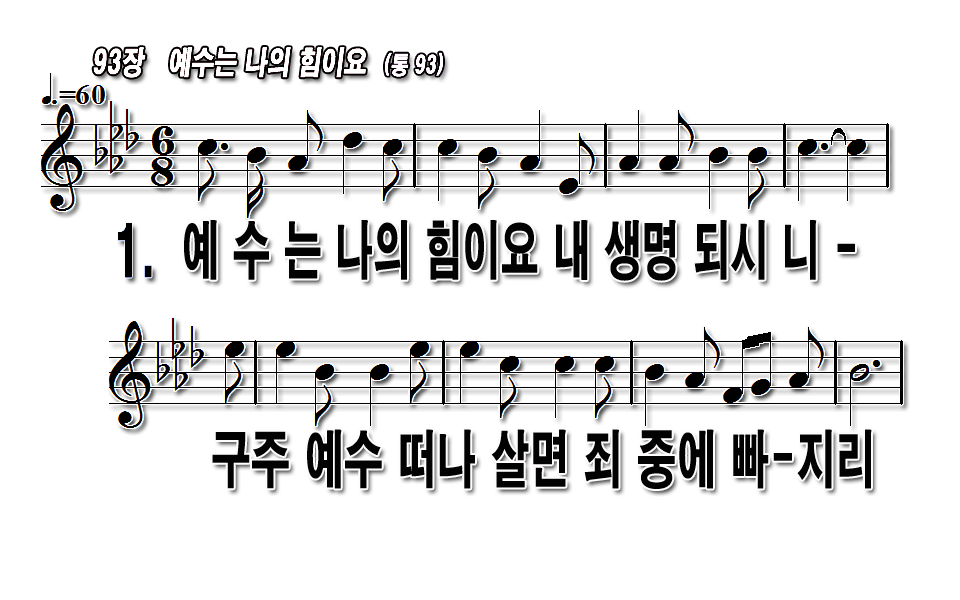 93장 예수는 나의 힘이요 (통 93)
♩.=60
6
8
1. 예 수 는 나의 힘이요 내 생명 되시 니 -
구주 예수 떠나 살면 죄 중에 빠-지리